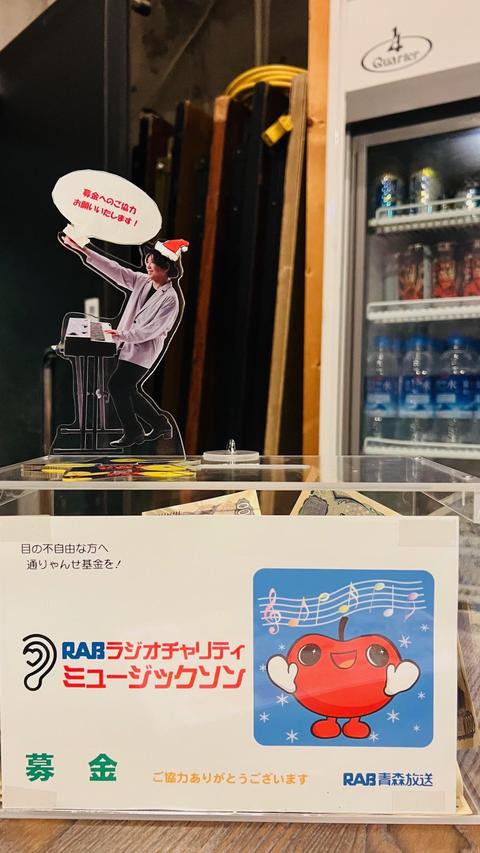 1/4
Quarter
募金へのご協力
お願いいたします!
目の不自由な方へ
通りゃんせ基金を!
RABラジオチャリティ
ミュージックソン
募金
ご協力ありがとうございます
RAB青森放送